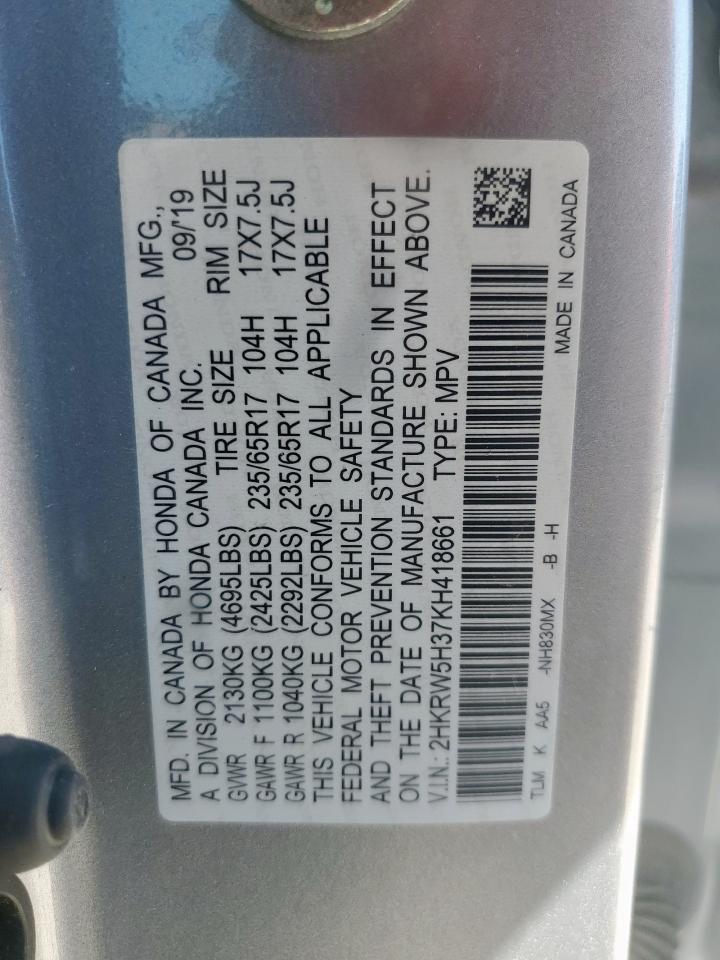 MFD. IN CANADA BY HONDA OF CANADA MFG.,
A DIVISION OF HONDA CANADA INC. 09/'19
GVWR 2130KG (4695LBS) TIRE SIZE RIM SIZE
GAWR F 1100KG (2425LBS) 235/65R17 104H 17X7.5J
GAWR R 1040KG (2292LBS) 235/65R17 104H 17X7.5J
THIS VEHICLE CONFORMS TO ALL APPLICABLE
FEDERAL MOTOR VEHICLE SAFETY
AND THEFT PREVENTION STANDARDS IN EFFECT
ON THE DATE OF MANUFACTURE SHOWN ABOVE.
V.I.N.: 2HKRW5H37KH418661 TYPE: MPV
TLM K AA5 -NH830MX -B -H
MADE IN CANADA